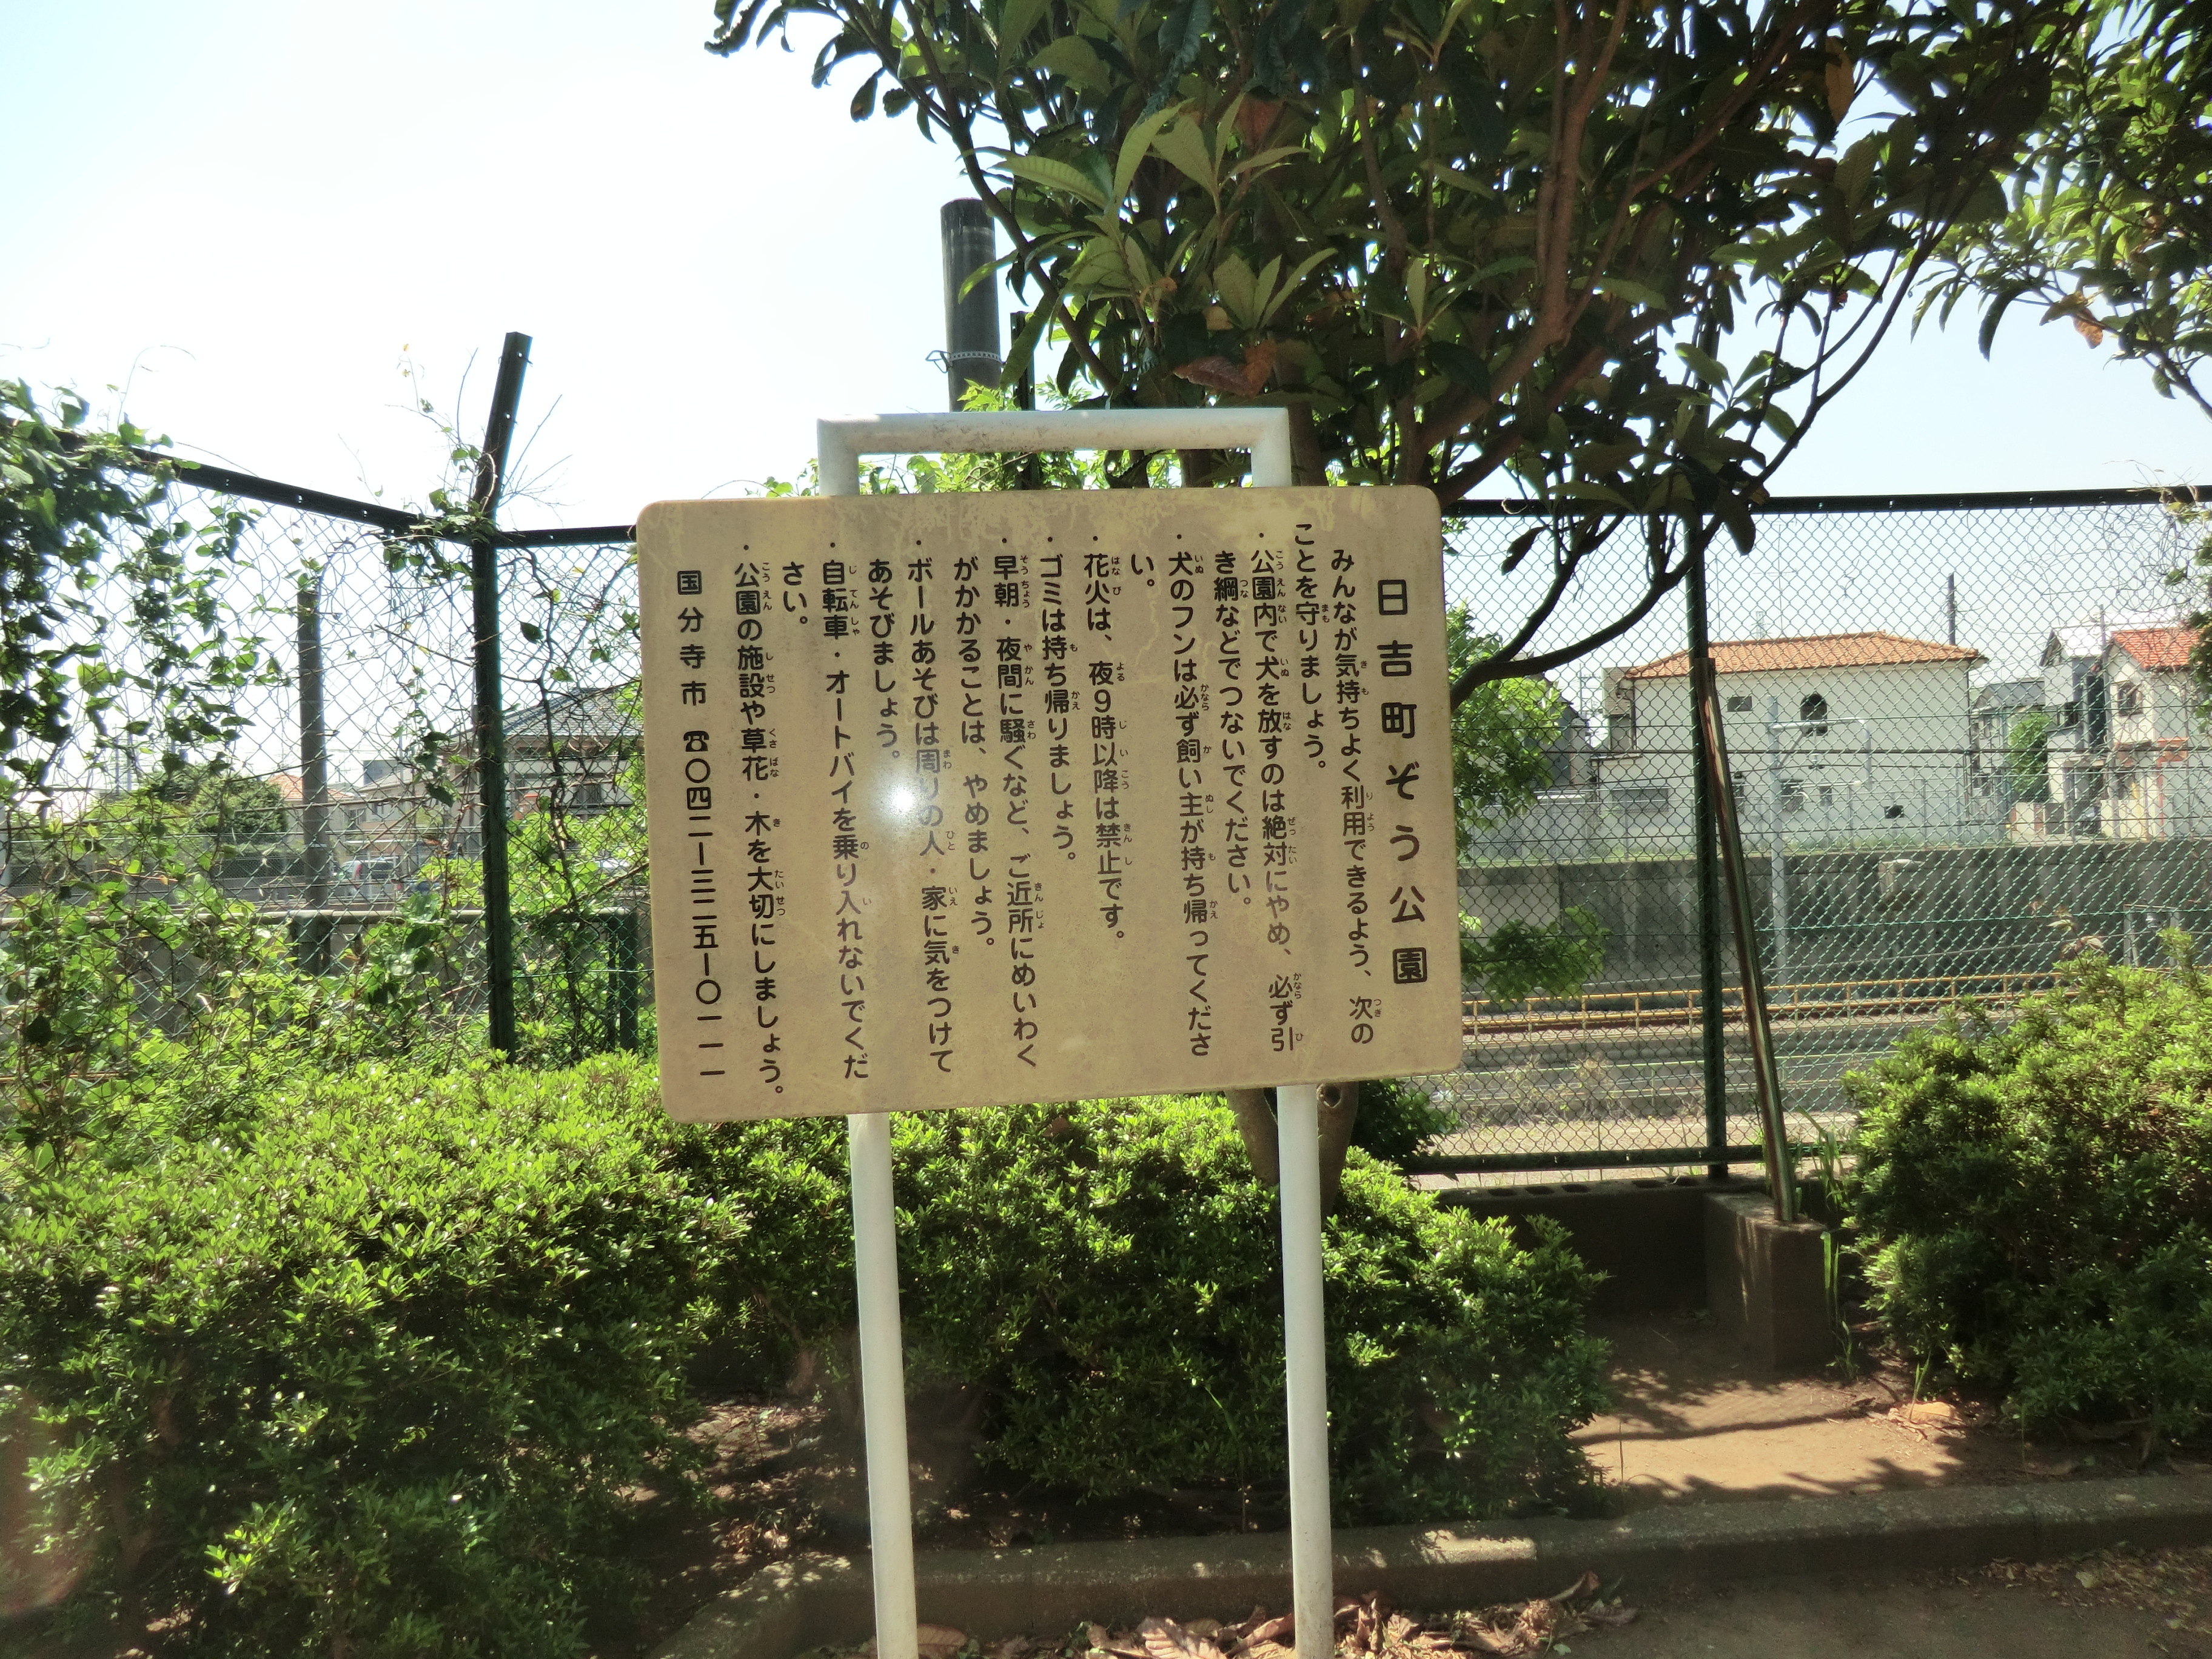 日吉町ぞう公園
みんなが気持ちよく利用できるよう、次の
ことを守りましょう。
・公園内で犬を放すのは絶対にやめ、必ず引
き綱などでつないでください。
・犬のフンは必ず飼い主が持ち帰ってくださ
い。
・花火は、夜9時以降は禁止です。
・ゴミは持ち帰りましょう。
・早朝・夜間に騒ぐなど、ご近所にめいわく
がかかることは、やめましょう。
・ボールあそびは周りの人・家に気をつけて
あそびましょう。
・自転車・オートバイを乗り入れないでくだ
さい。
・公園の施設や草花・木を大切にしましょう。
国分寺市 ☎〇四二ー三二五ー〇一一一